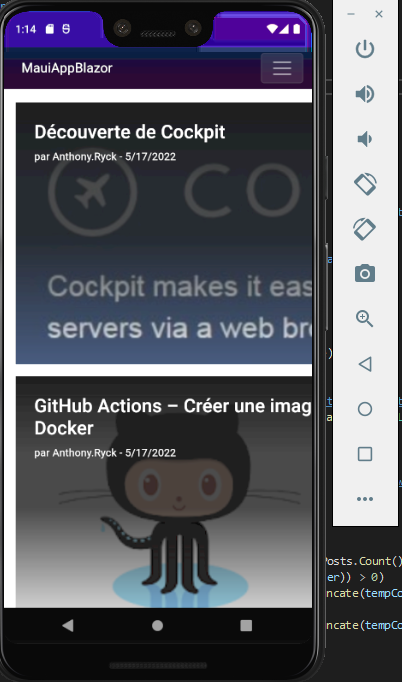 1:14
MauiAppBlazor
Découverte de Cockpit
par Anthony.Ryck - 5/17/2022
CO
Cockpit makes it eas
servers via a web bro
GitHub Actions – Créer une imag
Docker
par Anthony.Ryck - 5/17/2022
Posts.Count()
er)) > 0)
ncate(tempCo
ncate(tempCo